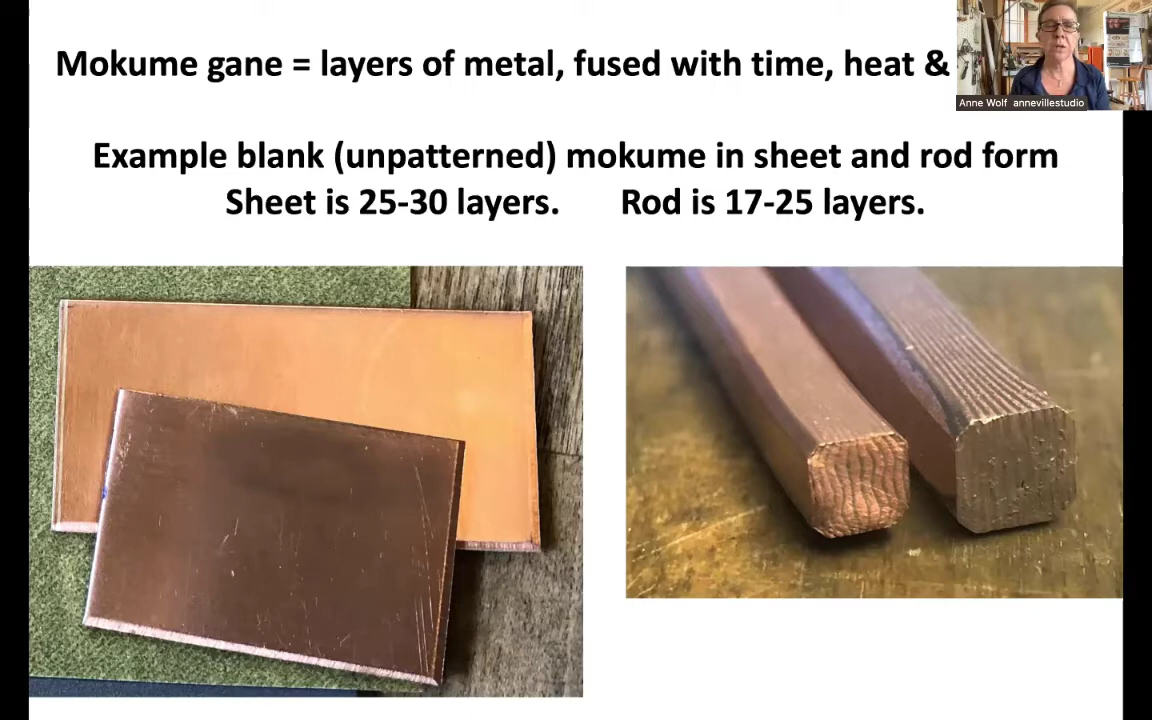 Mokume gane = layers of metal, fused with time, heat &
Anne Wolf annevillestudio
Example blank (unpatterned) mokume in sheet and rod form
Sheet is 25-30 layers. Rod is 17-25 layers.